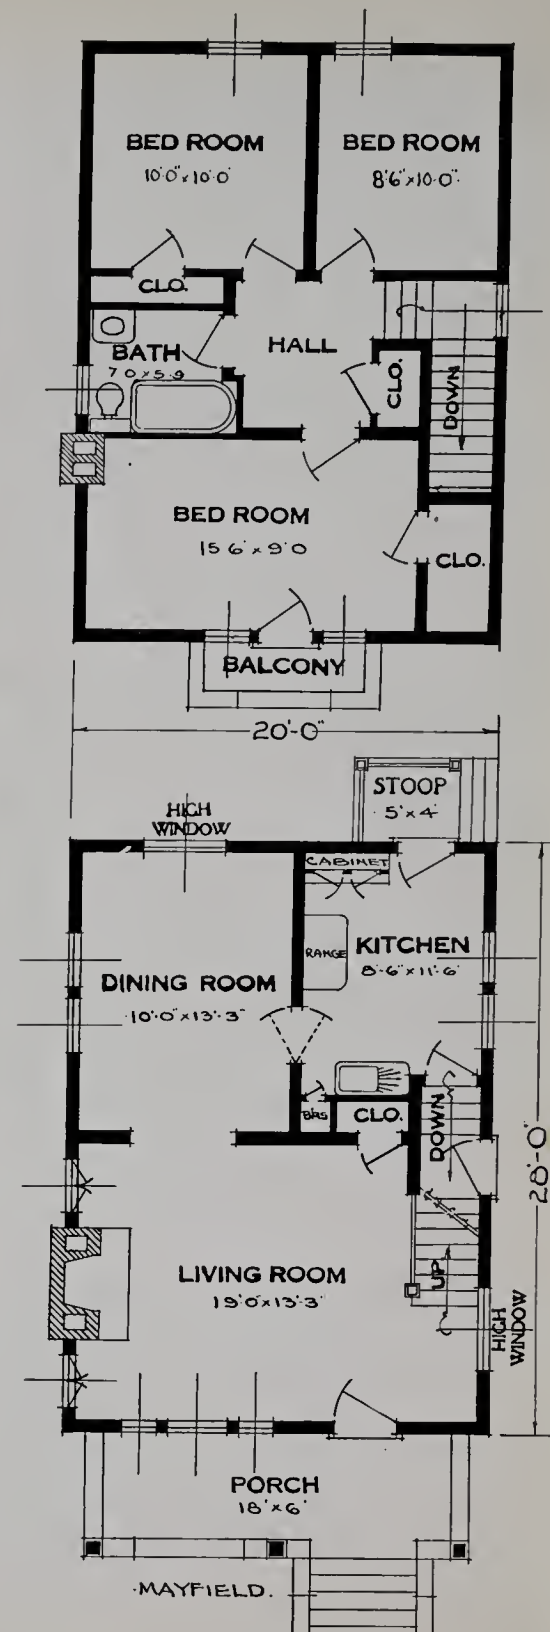 BED ROOM
10'-0"x10'-0
BED ROOM
8'-6"x10-0"
CLO.
BATH
7 0 x 5-9
HALL
CLO.
DOWN
BED ROOM
15 6" x 9'0
CLO.
BALCONY
20'-0"
STOOP
5'x4'
HIGH
WINDOW
CABINET
RANGE
KITCHEN
8'-6"x11'-6"
DINING ROOM
10'-0"x13'-3"
BRS
CLO.
DOWN
28'-0"
LIVING ROOM
19'0"x13'-3"
UP
HIGH
WINDOW
PORCH
18'x6'
MAYFIELD.